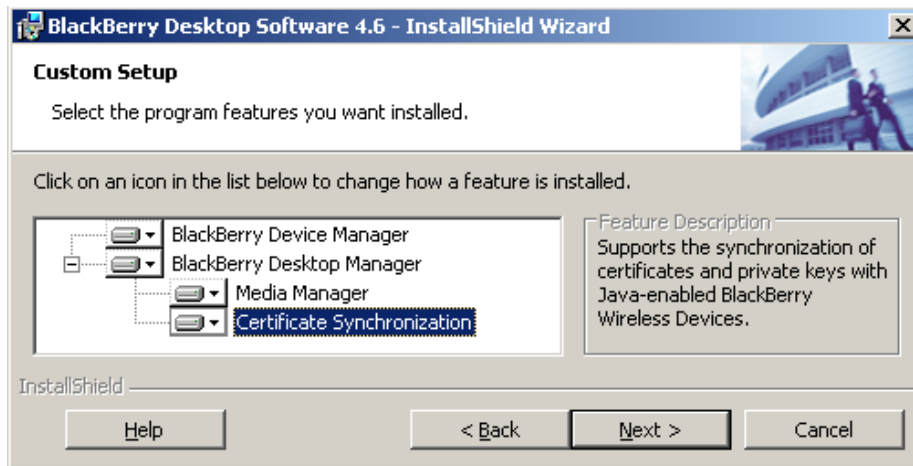 BlackBerry Desktop Software 4.6 - InstallShield Wizard
Custom Setup
Select the program features you want installed.
Click on an icon in the list below to change how a feature is installed.
BlackBerry Device Manager
BlackBerry Desktop Manager
Media Manager
Certificate Synchronization
Feature Description
Supports the synchronization of
certificates and private keys with
Java-enabled BlackBerry
Wireless Devices.
InstallShield
Help
< Back
Next >
Cancel